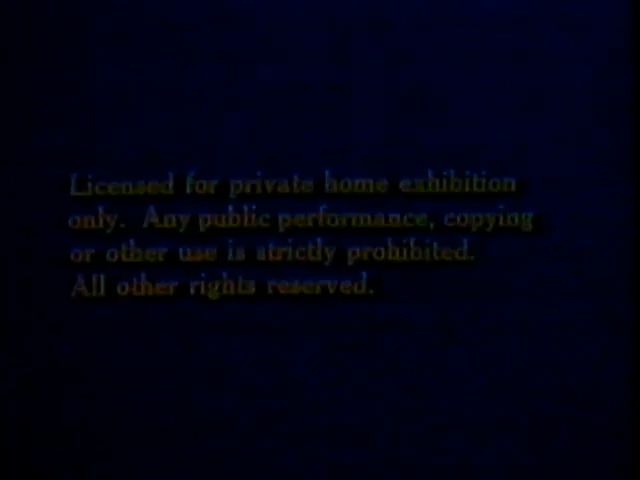 Licensed for private home exhibition
only. Any public performance, copying
or other use is strictly prohibited.
All other rights reserved.